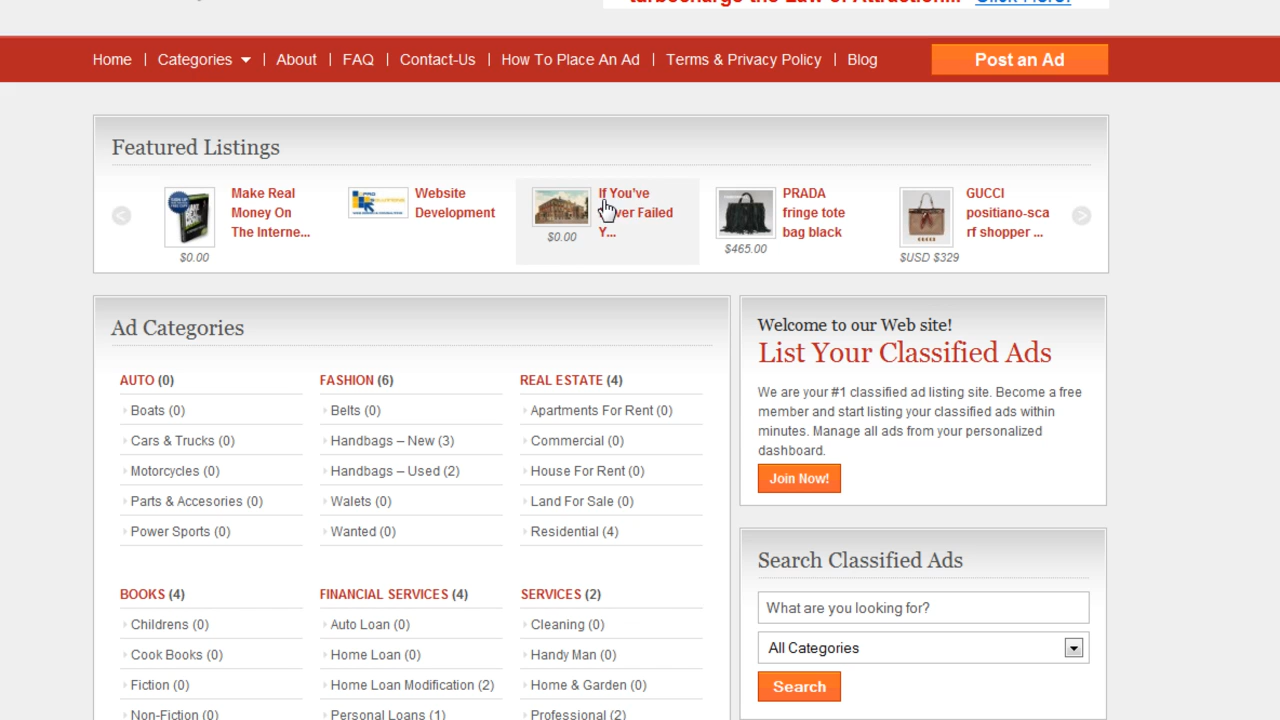 turbocharge the Law of Attraction... Click Here!
Home | Categories | About | FAQ | Contact-Us | How To Place An Ad | Terms & Privacy Policy | Blog
Post an Ad
Featured Listings
Make Real
Money On
The Interne...
$0.00
Website
Development
If You've
Failed
Y...
$0.00
PRADA
fringe tote
bag black
$465.00
GUCCI
positiano-sca
rf shopper ...
$USD $329
Ad Categories
AUTO (0)
Boats (0)
Cars & Trucks (0)
Motorcycles (0)
Parts & Accesories (0)
Power Sports (0)
FASHION (6)
Belts (0)
Handbags – New (3)
Handbags – Used (2)
Walets (0)
Wanted (0)
REAL ESTATE (4)
Apartments For Rent (0)
Commercial (0)
House For Rent (0)
Land For Sale (0)
Residential (4)
BOOKS (4)
Childrens (0)
Cook Books (0)
Fiction (0)
Non-Fiction (0)
FINANCIAL SERVICES (4)
Auto Loan (0)
Home Loan (0)
Home Loan Modification (2)
Personal Loans (1)
SERVICES (2)
Cleaning (0)
Handy Man (0)
Home & Garden (0)
Professional (2)
Welcome to our Web site!
List Your Classified Ads
We are your #1 classified ad listing site. Become a free
member and start listing your classified ads within
minutes. Manage all ads from your personalized
dashboard.
Join Now!
Search Classified Ads
What are you looking for?
All Categories
Search